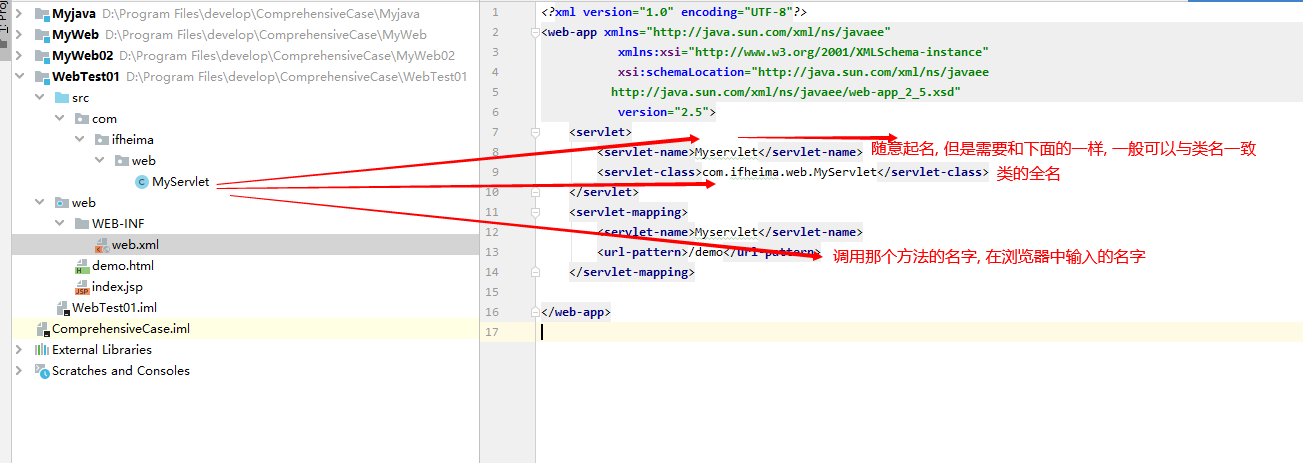 1: Proj
Myjava D:\Program Files\develop\ComprehensiveCase\Myjava
MyWeb D:\Program Files\develop\ComprehensiveCase\MyWeb
MyWeb02 D:\Program Files\develop\ComprehensiveCase\MyWeb02
WebTest01 D:\Program Files\develop\ComprehensiveCase\WebTest01
src
com
ifheima
web
MyServlet
web
WEB-INF
web.xml
demo.html
index.jsp
WebTest01.iml
ComprehensiveCase.iml
External Libraries
Scratches and Consoles
1 <?xml version="1.0" encoding="UTF-8"?>
2 <web-app xmlns="http://java.sun.com/xml/ns/javaee"
3 xmlns:xsi="http://www.w3.org/2001/XMLSchema-instance"
4 xsi:schemaLocation="http://java.sun.com/xml/ns/javaee
5 http://java.sun.com/xml/ns/javaee/web-app_2_5.xsd"
6 version="2.5">
7 <servlet>
8 <servlet-name>Myservlet</servlet-name> 随意起名, 但是需要和下面的一样, 一般可以与类名一致
9 <servlet-class>com.ifheima.web.MyServlet</servlet-class> 类的全名
10 </servlet>
11 <servlet-mapping>
12 <servlet-name>Myservlet</servlet-name>
13 <url-pattern>/demo</url-pattern> 调用那个方法的名字, 在浏览器中输入的名字
14 </servlet-mapping>
15
16 </web-app>
17